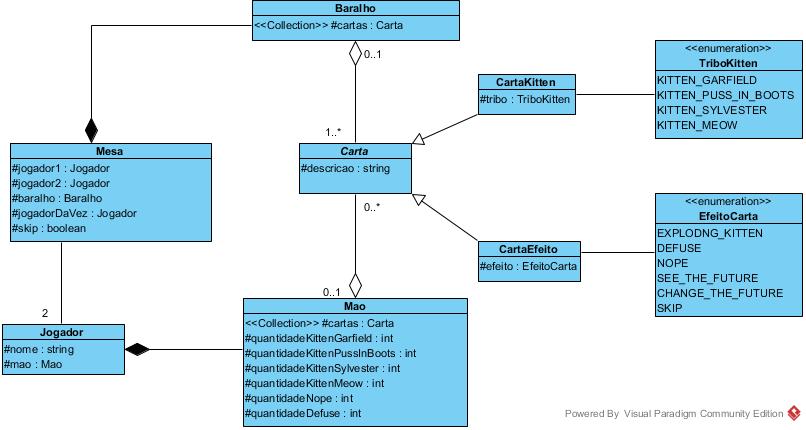 Baralho
<<Collection>> #cartas : Carta
0..1
1..*
Mesa
#jogador1 : Jogador
#jogador2 : Jogador
#baralho : Baralho
#jogadorDaVez : Jogador
#skip : boolean
Carta
#descricao : string
CartaKitten
#tribo : TriboKitten
<<enumeration>>
TriboKitten
KITTEN_GARFIELD
KITTEN_PUSS_IN_BOOTS
KITTEN_SYLVESTER
KITTEN_MEOW
0..*
0..1
CartaEfeito
#efeito : EfeitoCarta
<<enumeration>>
EfeitoCarta
EXPLODNG_KITTEN
DEFUSE
NOPE
SEE_THE_FUTURE
CHANGE_THE_FUTURE
SKIP
2
Jogador
#nome : string
#mao : Mao
Mao
<<Collection>> #cartas : Carta
#quantidadeKittenGarfield : int
#quantidadeKittenPussInBoots : int
#quantidadeKittenSylvester : int
#quantidadeKittenMeow : int
#quantidadeNope : int
#quantidadeDefuse : int
Powered By Visual Paradigm Community Edition